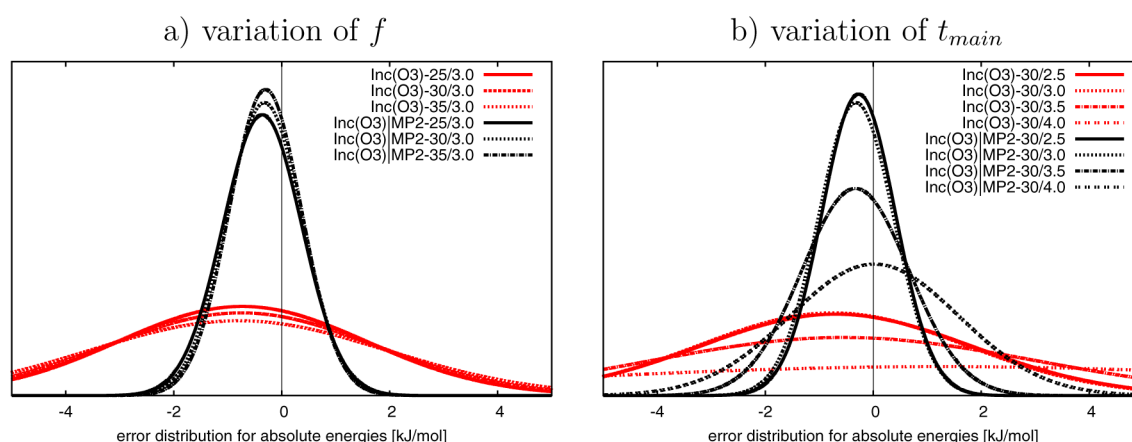 a) variation of f
b) variation of t_main
Inc(O3)-25/3.0
Inc(O3)-30/3.0
Inc(O3)-35/3.0
Inc(O3)|MP2-25/3.0
Inc(O3)|MP2-30/3.0
Inc(O3)|MP2-35/3.0
-4
-2
0
2
4
error distribution for absolute energies [kJ/mol]
Inc(O3)-30/2.5
Inc(O3)-30/3.0
Inc(O3)-30/3.5
Inc(O3)-30/4.0
Inc(O3)|MP2-30/2.5
Inc(O3)|MP2-30/3.0
Inc(O3)|MP2-30/3.5
Inc(O3)|MP2-30/4.0
-4
-2
0
2
4
error distribution for absolute energies [kJ/mol]